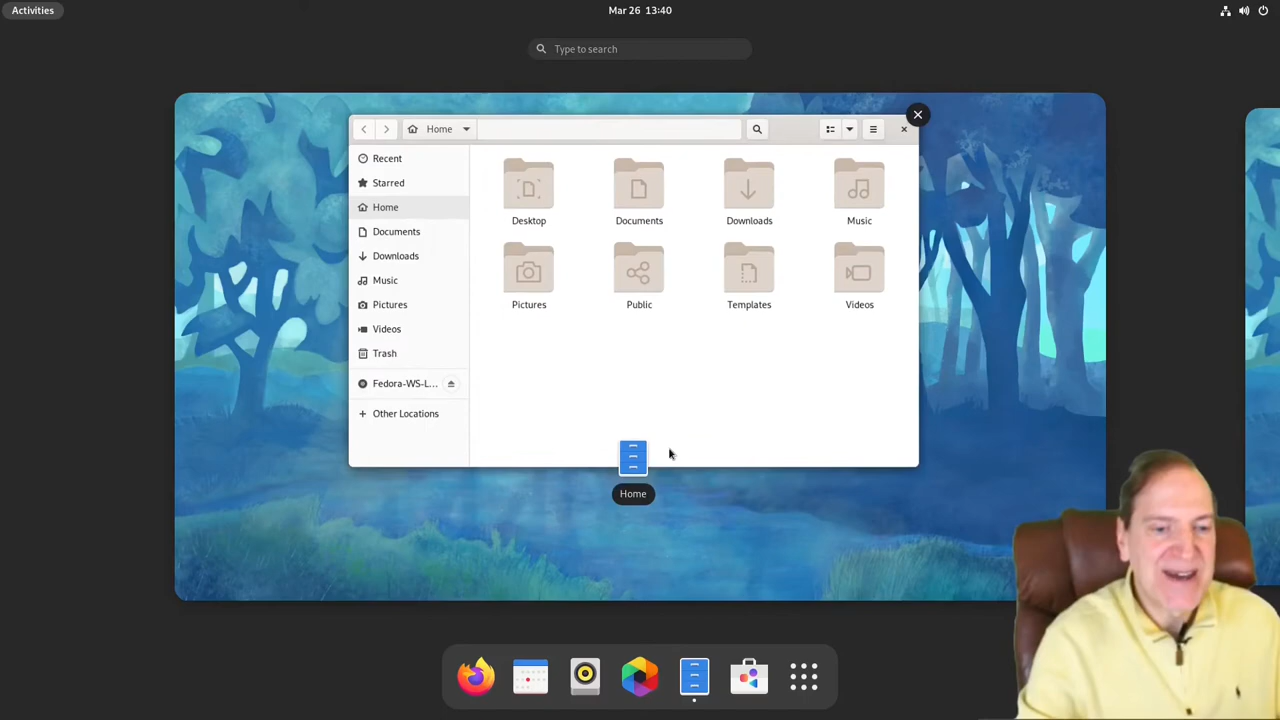 Activities
Mar 26 13:40
Type to search
Home
Recent
Starred
Home
Documents
Downloads
Music
Pictures
Videos
Trash
Fedora-WS-L...
Other Locations
Desktop
Documents
Downloads
Music
Pictures
Public
Templates
Videos
Home